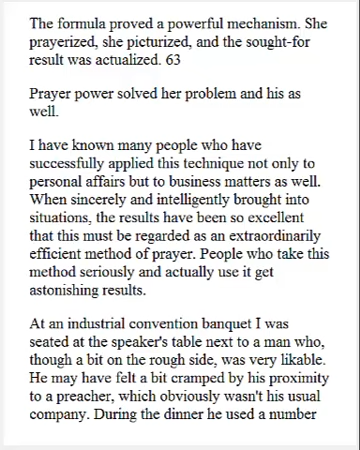 The formula proved a powerful mechanism. She
prayerized, she picturized, and the sought-for
result was actualized. 63
Prayer power solved her problem and his as
well.
I have known many people who have
successfully applied this technique not only to
personal affairs but to business matters as well.
When sincerely and intelligently brought into
situations, the results have been so excellent
that this must be regarded as an extraordinarily
efficient method of prayer. People who take this
method seriously and actually use it get
astonishing results.
At an industrial convention banquet I was
seated at the speaker's table next to a man who,
though a bit on the rough side, was very likable.
He may have felt a bit cramped by his proximity
to a preacher, which obviously wasn't his usual
company. During the dinner he used a number